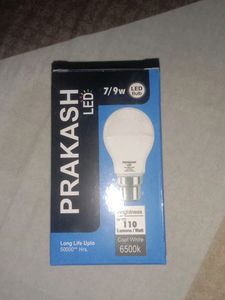 PRAKASH
LED
7/9w
LED
Bulb
Brightness
110
Lumens / Watt
Cool White
6500k
Long Life Upto
50000** Hrs.